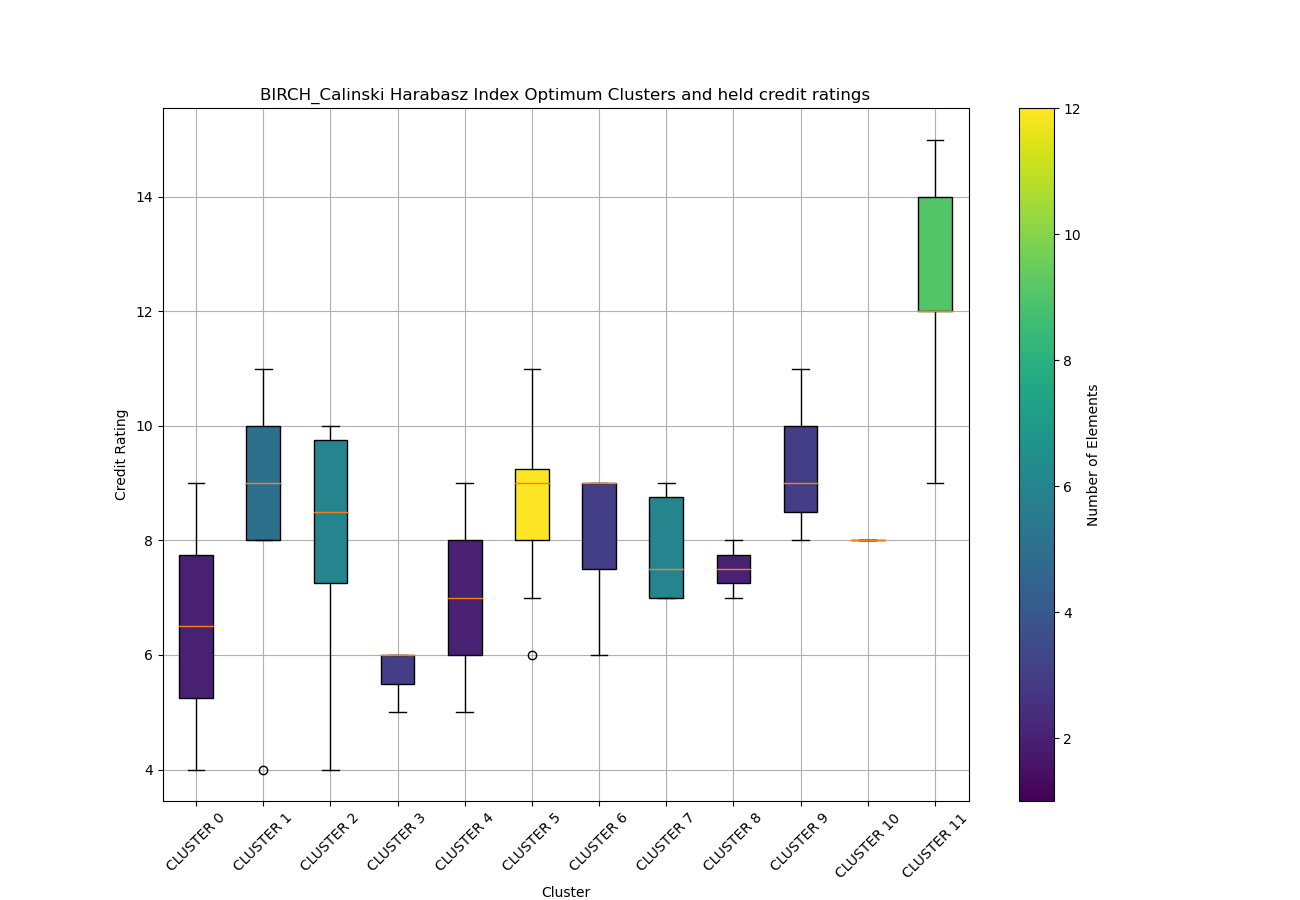 BIRCH_Calinski Harabasz Index Optimum Clusters and held credit ratings
Credit Rating
14
12
10
8
6
4
CLUSTER 0
CLUSTER 1
CLUSTER 2
CLUSTER 3
CLUSTER 4
CLUSTER 5
CLUSTER 6
CLUSTER 7
CLUSTER 8
CLUSTER 9
CLUSTER 10
CLUSTER 11
Cluster
12
10
8
6
4
2
Number of Elements